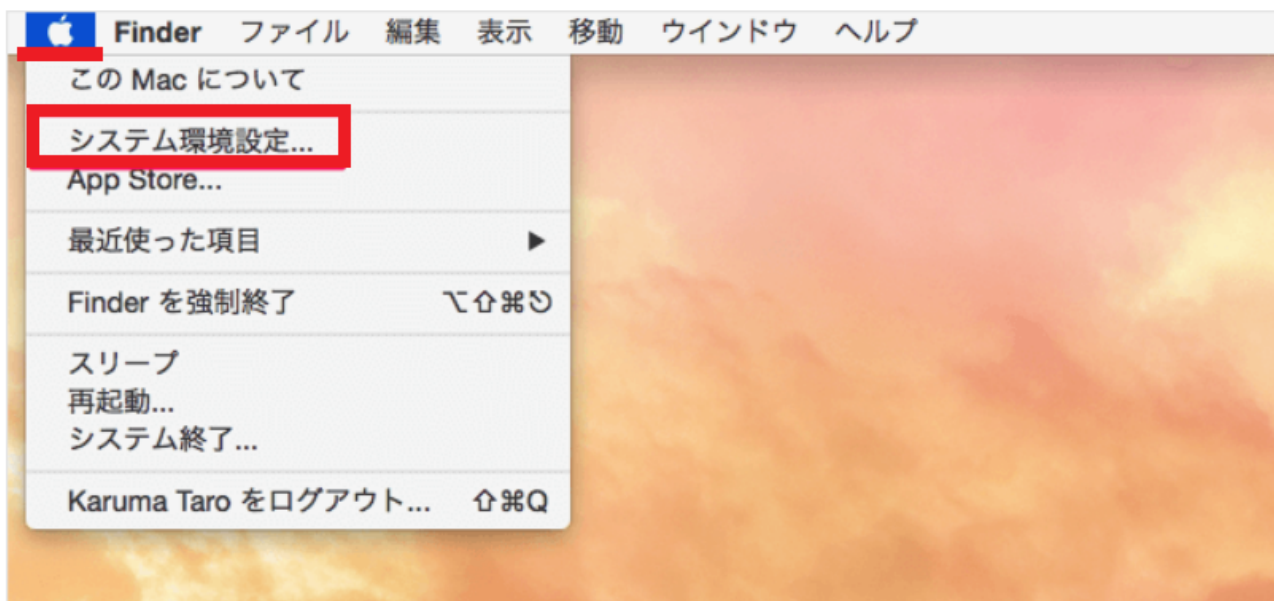 Finder ファイル 編集 表示 移動 ウインドウ ヘルプ
この Mac について
システム環境設定...
App Store...
最近使った項目 ▶
Finder を強制終了 ⌥⇧⌘⎋
スリープ
再起動...
システム終了...
Karuma Taro をログアウト... ⇧⌘Q